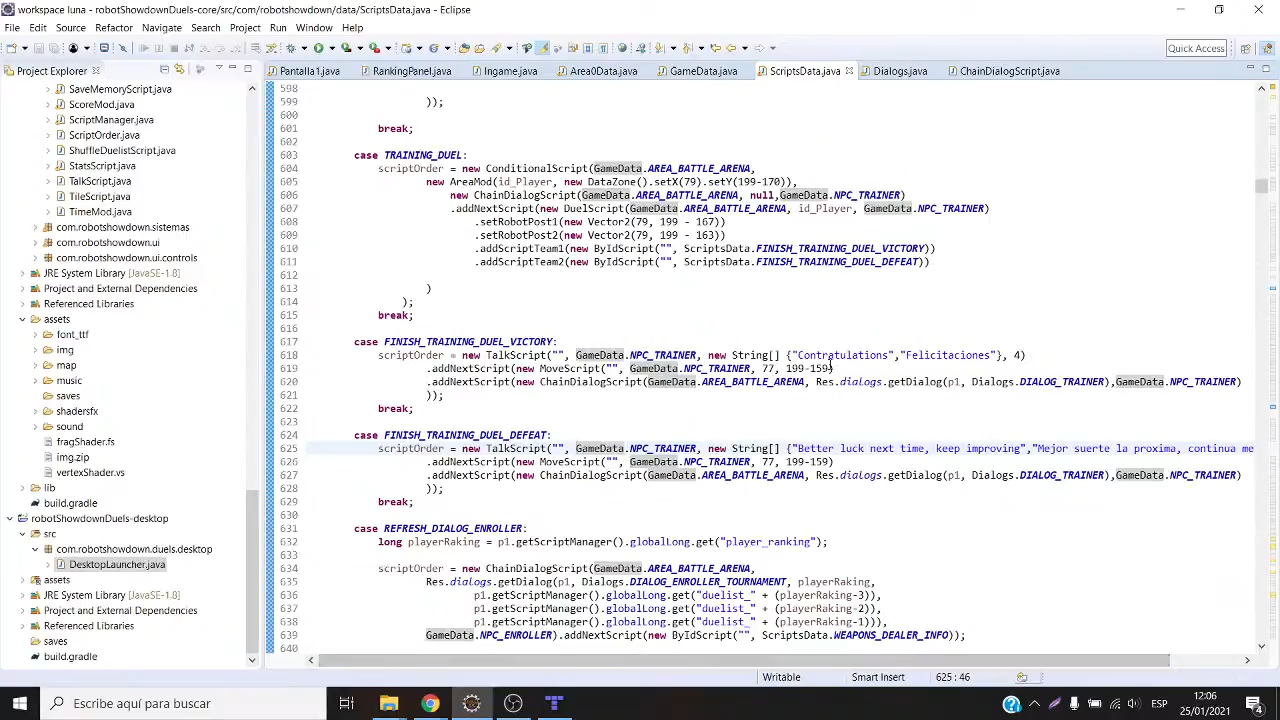 workspace luna - robotShowdownDuels-core/src/com/robotshowdown/data/ScriptsData.java - Eclipse
File Edit Source Refactor Navigate Search Project Run Window Help
Quick Access
Project Explorer
Pantalla1.java
RankingPanel.java
Ingame.java
Area0Data.java
GameData.java
ScriptsData.java
Dialogs.java
ChainDialogScript.java
SaveMemoryScript.java
ScoreMod.java
ScriptManager.java
ScriptOrder.java
ShuffleDuelistScript.java
StatsScript.java
TalkScript.java
TileScript.java
TimeMod.java
com.robotshowdown.sistemas
com.robotshowdown.ui
com.robotshowdown.ui.controls
JRE System Library [JavaSE-1.8]
Project and External Dependencies
Referenced Libraries
assets
font_ttf
img
map
music
saves
shadersfx
sound
fragShader.fs
img.zip
vertexShader.vs
lib
build.gradle
robotShowdownDuels-desktop
src
com.robotshowdown.duels.desktop
DesktopLauncher.java
assets
JRE System Library [JavaSE-1.8]
Project and External Dependencies
Referenced Libraries
saves
build.gradle
598
599 ));
600
601 break;
602
603 case TRAINING_DUEL:
604 scriptOrder = new ConditionalScript(GameData.AREA_BATTLE_ARENA,
605 new AreaMod(id_Player, new DataZone().setX(79).setY(199-170)),
606 new ChainDialogScript(GameData.AREA_BATTLE_ARENA, null,GameData.NPC_TRAINER)
607 .addNextScript(new DuelScript(GameData.AREA_BATTLE_ARENA, id_Player, GameData.NPC_TRAINER)
608 .setRobotPost1(new Vector2(79, 199 - 167))
609 .setRobotPost2(new Vector2(79, 199 - 163))
610 .addScriptTeam1(new ByIdScript("", ScriptsData.FINISH_TRAINING_DUEL_VICTORY))
611 .addScriptTeam2(new ByIdScript("", ScriptsData.FINISH_TRAINING_DUEL_DEFEAT))
612
613 )
614 );
615 break;
616
617 case FINISH_TRAINING_DUEL_VICTORY:
618 scriptOrder = new TalkScript("", GameData.NPC_TRAINER, new String[] {"Contratulations","Felicitaciones"}, 4)
619 .addNextScript(new MoveScript("", GameData.NPC_TRAINER, 77, 199-159)
620 .addNextScript(new ChainDialogScript(GameData.AREA_BATTLE_ARENA, Res.dialogs.getDialog(p1, Dialogs.DIALOG_TRAINER),GameData.NPC_TRAINER)
621 ));
622 break;
623
624 case FINISH_TRAINING_DUEL_DEFEAT:
625 scriptOrder = new TalkScript("", GameData.NPC_TRAINER, new String[] {"Better luck next time, keep improving","Mejor suerte la proxima, continua me
626 .addNextScript(new MoveScript("", GameData.NPC_TRAINER, 77, 199-159)
627 .addNextScript(new ChainDialogScript(GameData.AREA_BATTLE_ARENA, Res.dialogs.getDialog(p1, Dialogs.DIALOG_TRAINER),GameData.NPC_TRAINER)
628 ));
629 break;
630
631 case REFRESH_DIALOG_ENROLLER:
632 long playerRaking = p1.getScriptManager().globalLong.get("player_ranking");
633
634 scriptOrder = new ChainDialogScript(GameData.AREA_BATTLE_ARENA,
635 Res.dialogs.getDialog(p1, Dialogs.DIALOG_ENROLLER_TOURNAMENT, playerRaking,
636 p1.getScriptManager().globalLong.get("duelist_" + (playerRaking-3)),
637 p1.getScriptManager().globalLong.get("duelist_" + (playerRaking-2)),
638 p1.getScriptManager().globalLong.get("duelist_" + (playerRaking-1))),
639 GameData.NPC_ENROLLER).addNextScript(new ByIdScript("", ScriptsData.WEAPONS_DEALER_INFO));
640
Writable Smart Insert 625 : 46
Escribe aquí para buscar
ESP
12:06
25/01/2021
4